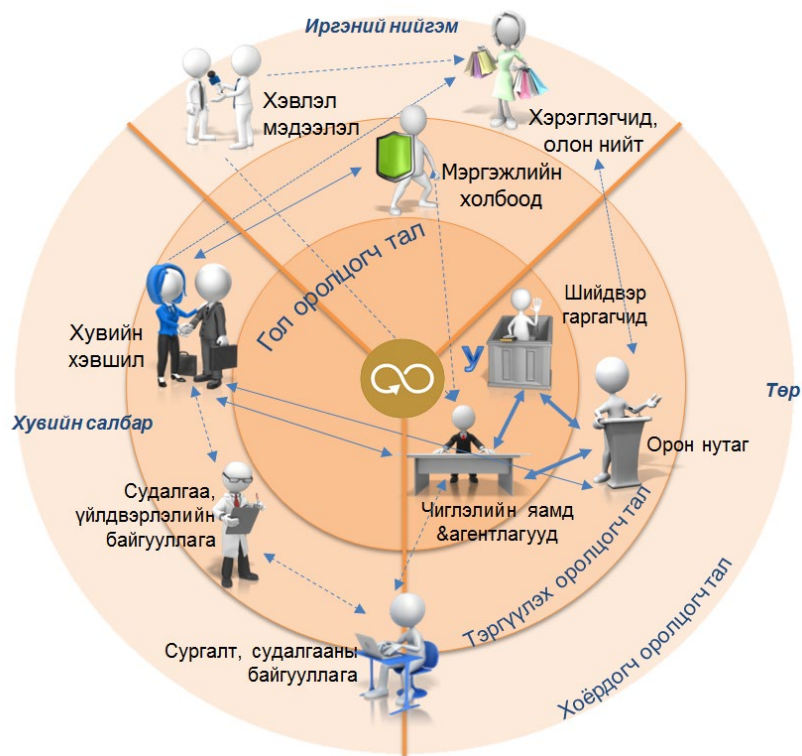 Иргэний нийгэм
Хэвлэл
мэдээлэл
Хэрэглэгчид,
олон нийт
Мэргэжлийн
холбоод
Гол оролцогч тал
Шийдвэр
гаргагчид
У
Хувийн
хэвшил
Төр
Хувийн салбар
Орон нутаг
Судалгаа,
үйлдвэрлэлийн
байгууллага
Чиглэлийн яамд
&агентлагууд
Тэргүүлэх оролцогч тал
Хоёрдогч оролцогч тал
Сургалт, судалгааны
байгууллага